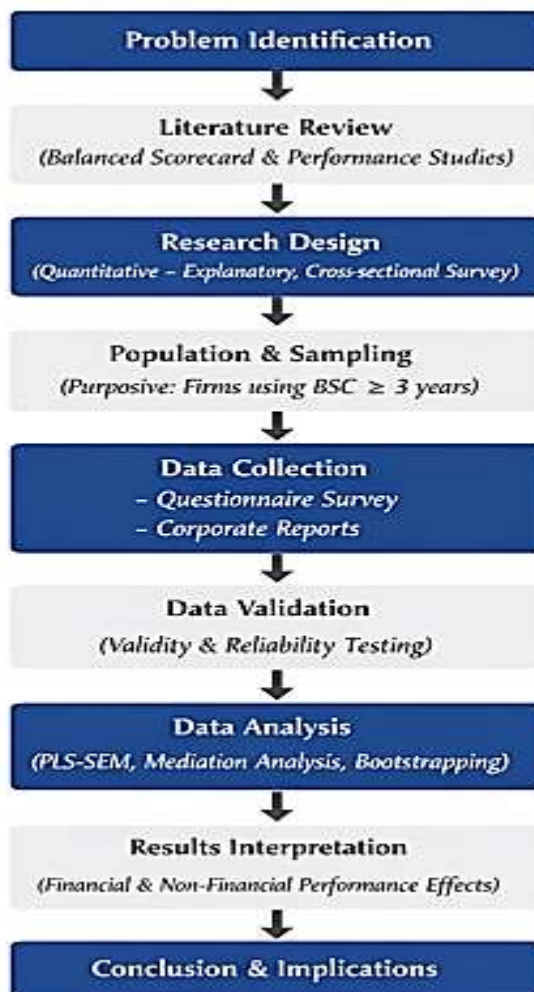 Problem Identification
Literature Review
(Balanced Scorecard & Performance Studies)
Research Design
(Quantitative – Explanatory, Cross-sectional Survey)
Population & Sampling
(Purposive: Firms using BSC ≥ 3 years)
Data Collection
– Questionnaire Survey
– Corporate Reports
Data Validation
(Validity & Reliability Testing)
Data Analysis
(PLS-SEM, Mediation Analysis, Bootstrapping)
Results Interpretation
(Financial & Non-Financial Performance Effects)
Conclusion & Implications